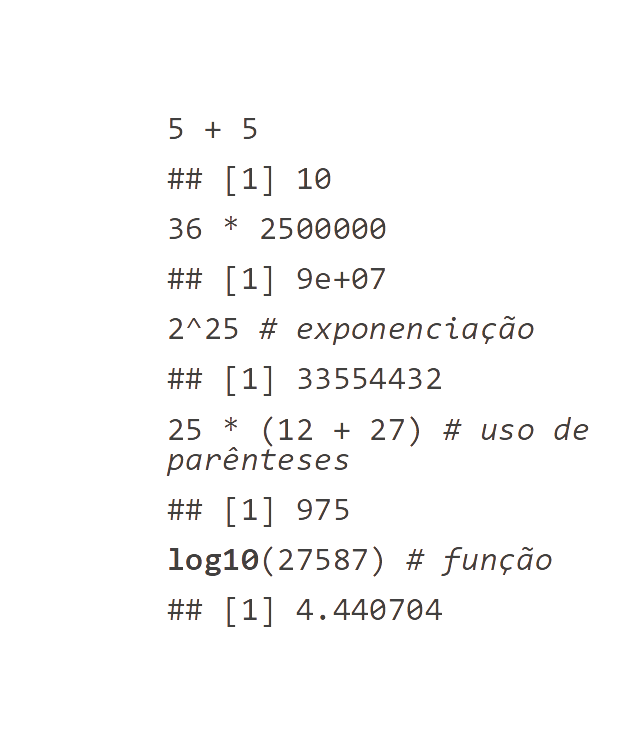 5 + 5
## [1] 10
36 * 2500000
## [1] 9e+07
2^25 # exponenciação
## [1] 33554432
25 * (12 + 27) # uso de
parênteses
## [1] 975
log10(27587) # função
## [1] 4.440704